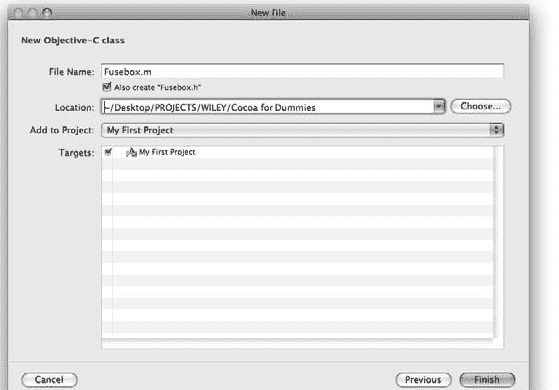 New File
New Objective-C class
File Name: Fusebox.m
Also create "Fusebox.h"
Location: ~/Desktop/PROJECTS/WILEY/Cocoa for Dummies Choose...
Add to Project: My First Project
Targets: My First Project
Cancel Previous Finish